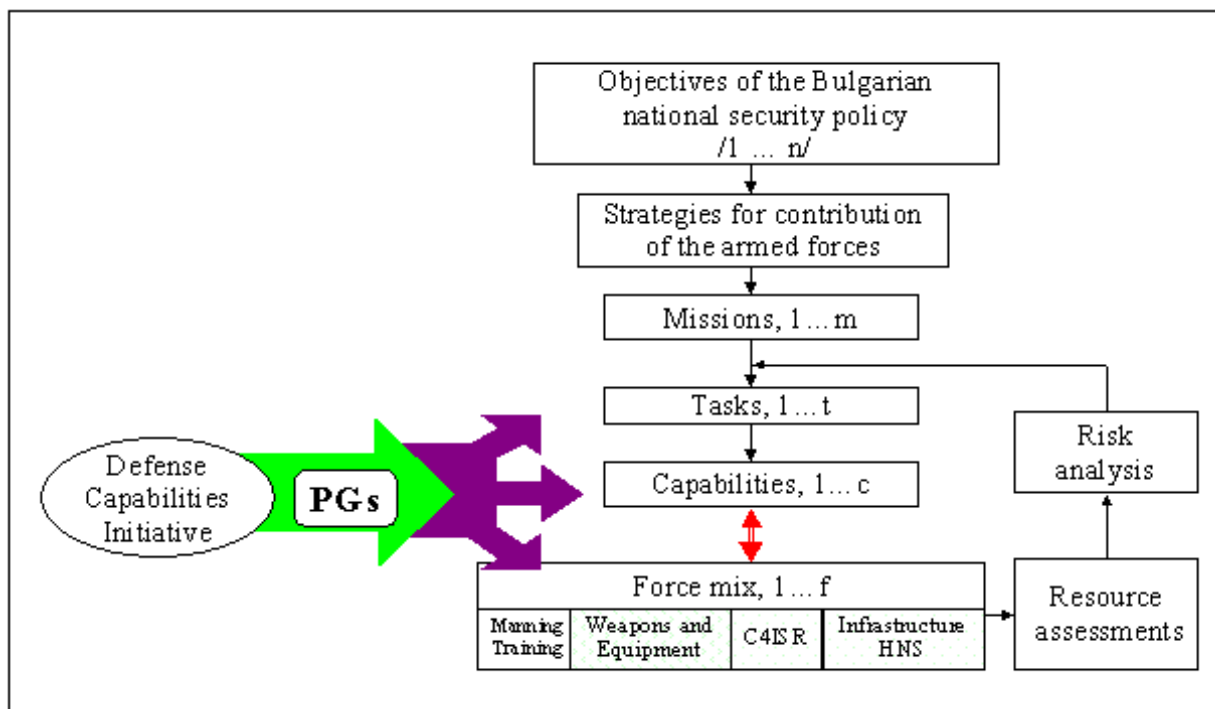 Objectives of the Bulgarian
national security policy
/1 ... n/
Strategies for contribution
of the armed forces
Missions, 1 ... m
Tasks, 1 ... t
Capabilities, 1 ... c
Defense
Capabilities
Initiative
PGs
Risk
analysis
Force mix, 1 ... f
Manning
Training
Weapons and
Equipment
C4ISR
Infrastructure
HNS
Resource
assessments